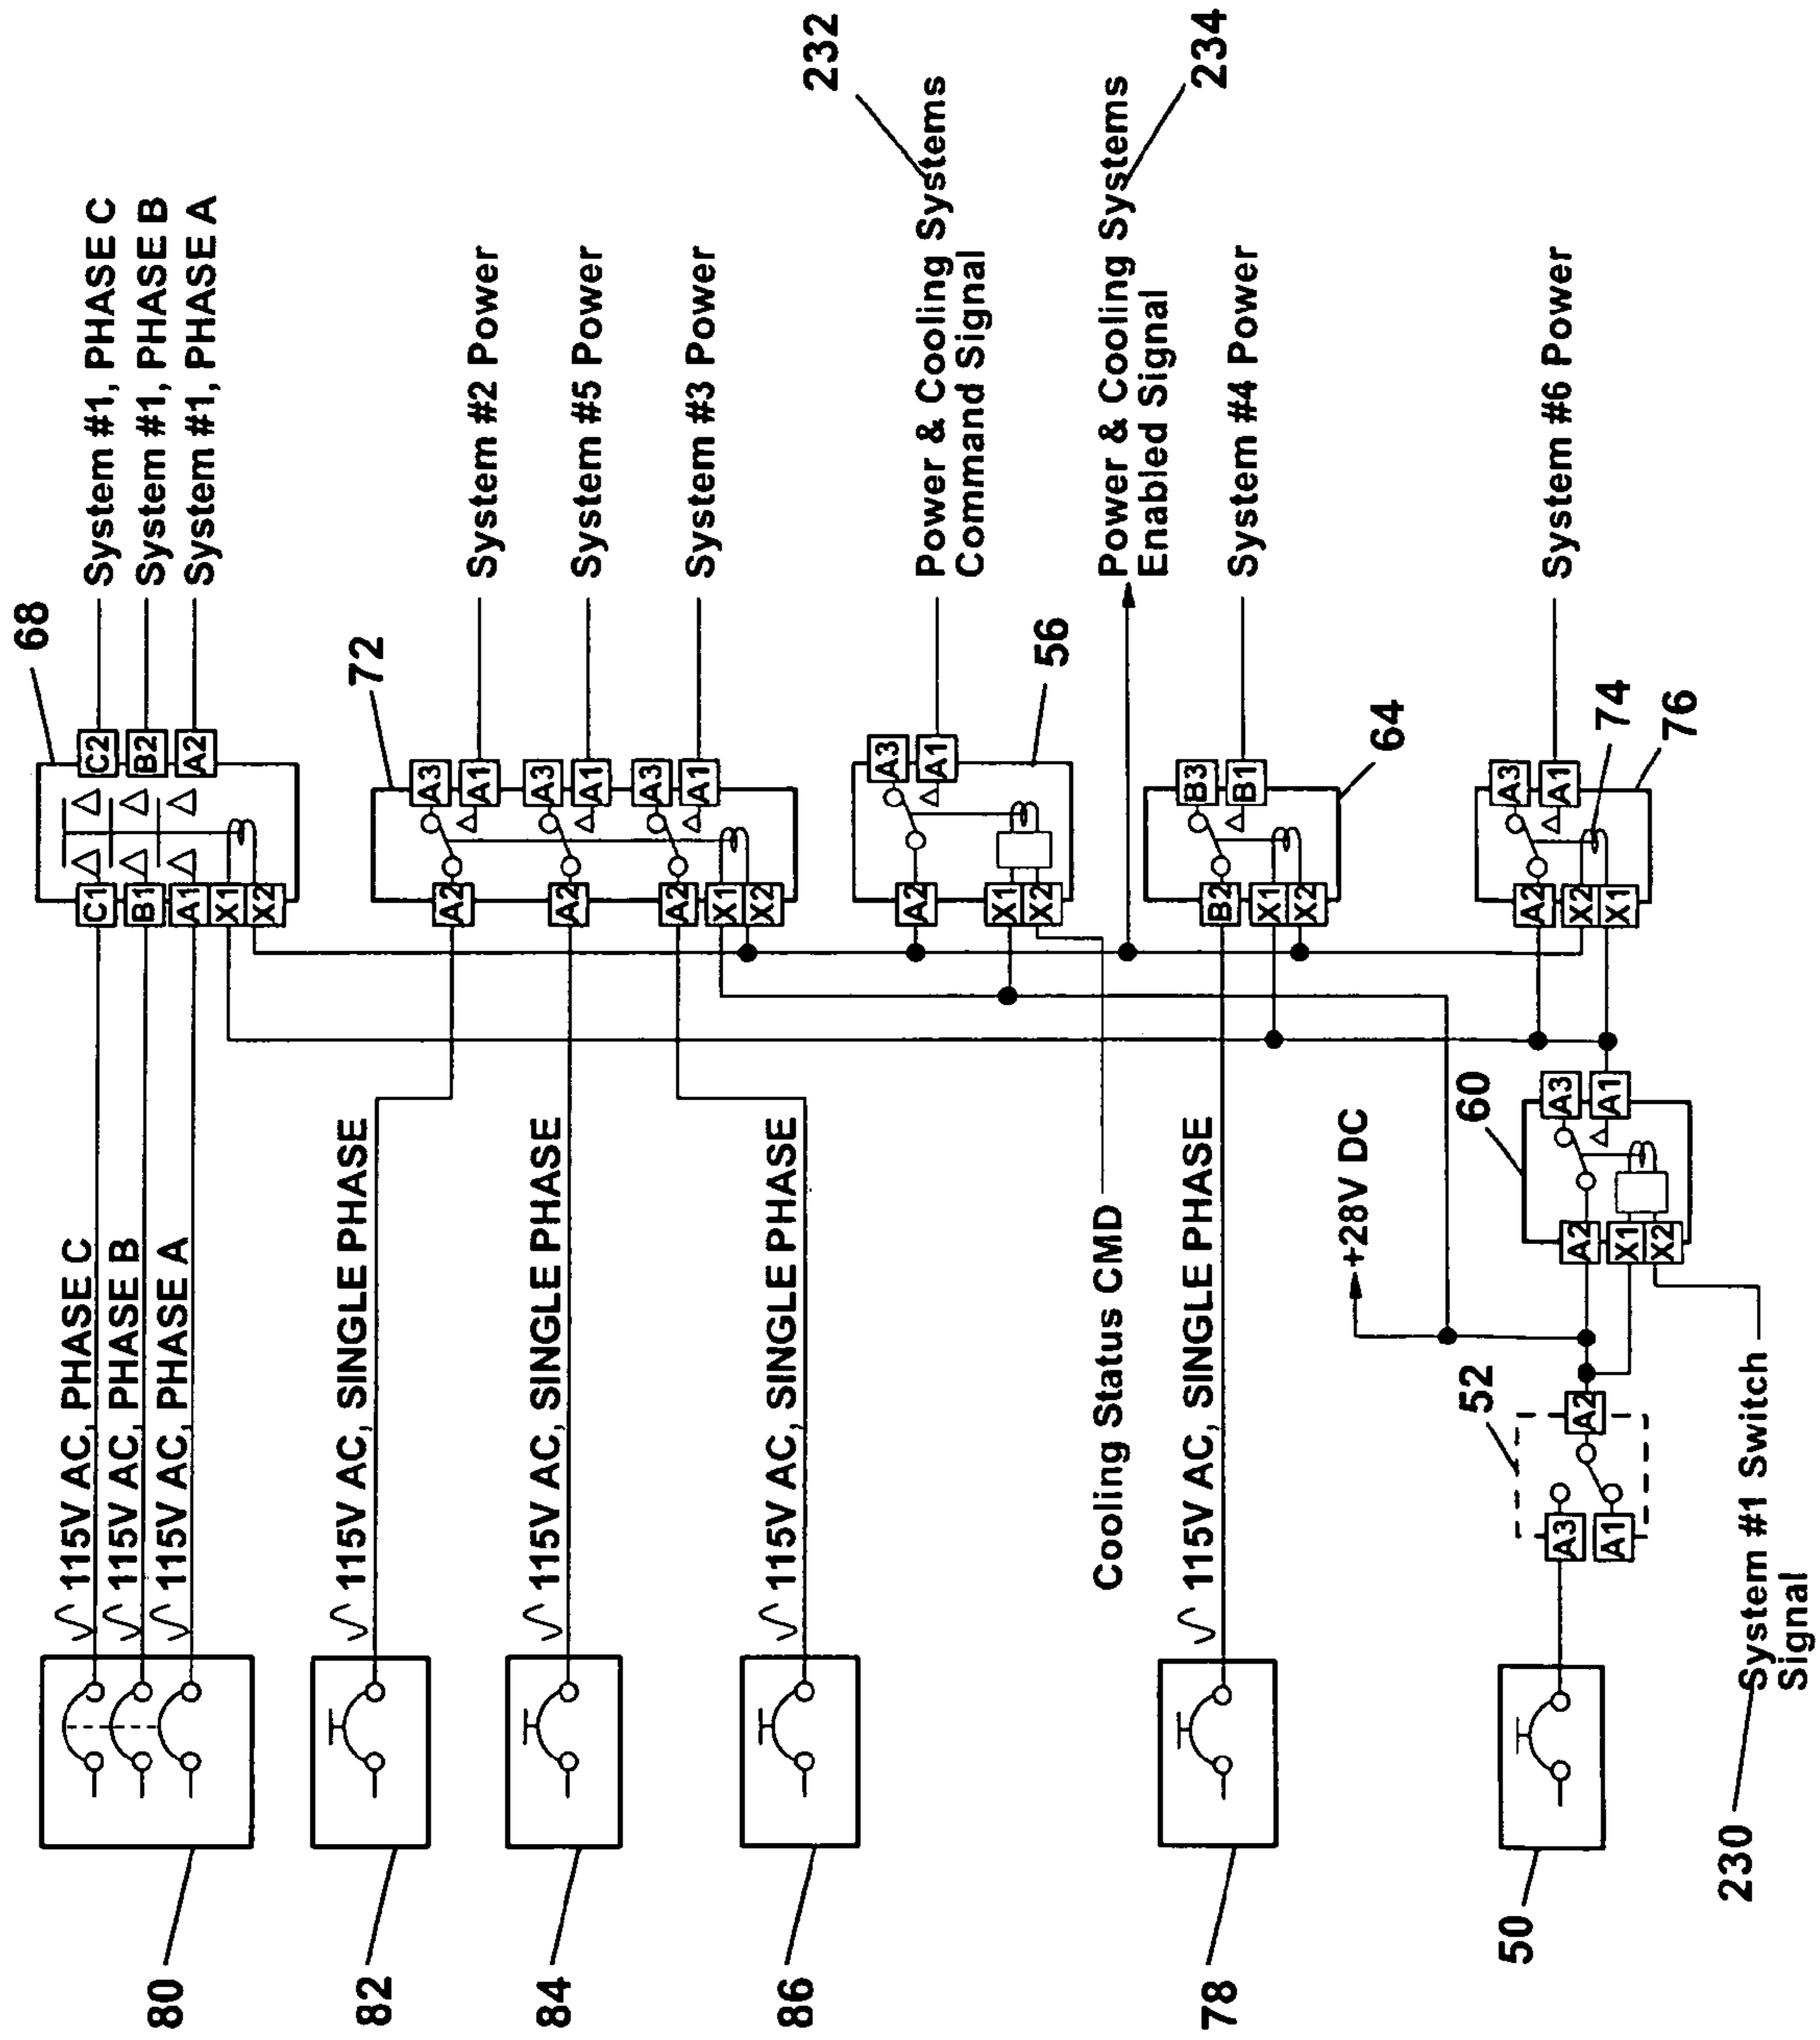 80
115V AC, PHASE C
115V AC, PHASE B
115V AC, PHASE A
C1
B1
A1
X1
X2
C2
B2
A2
68
System #1, PHASE C
System #1, PHASE B
System #1, PHASE A
82
115V AC, SINGLE PHASE
84
115V AC, SINGLE PHASE
86
115V AC, SINGLE PHASE
A2
A2
A2
X1
X2
A3
A1
A3
A1
A3
A1
72
System #2 Power
System #5 Power
System #3 Power
Cooling Status CMD
A2
X1
X2
A3
A1
56
Power & Cooling Systems
Command Signal
232
Power & Cooling Systems
Enabled Signal
234
78
115V AC, SINGLE PHASE
B2
X1
X2
B3
B1
64
System #4 Power
+28V DC
50
A3
A1
A2
52
A2
X1
X2
A3
A1
60
A2
X2
X1
A3
A1
74
76
System #6 Power
230
System #1 Switch
Signal